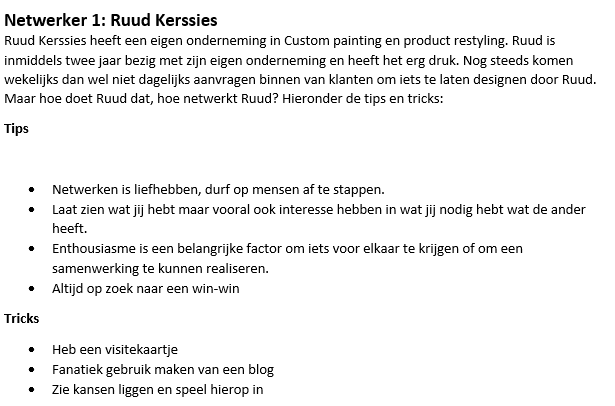 Netwerker 1: Ruud Kerssies
Ruud Kerssies heeft een eigen onderneming in Custom painting en product restyling. Ruud is
inmiddels twee jaar bezig met zijn eigen onderneming en heeft het erg druk. Nog steeds komen
wekelijks dan wel niet dagelijks aanvragen binnen van klanten om iets te laten designen door Ruud.
Maar hoe doet Ruud dat, hoe netwerkt Ruud? Hieronder de tips en tricks:
Tips
• Netwerken is liefhebben, durf op mensen af te stappen.
• Laat zien wat jij hebt maar vooral ook interesse hebben in wat jij nodig hebt wat de ander
heeft.
• Enthousiasme is een belangrijke factor om iets voor elkaar te krijgen of om een
samenwerking te kunnen realiseren.
• Altijd op zoek naar een win-win
Tricks
• Heb een visitekaartje
• Fanatiek gebruik maken van een blog
• Zie kansen liggen en speel hierop in